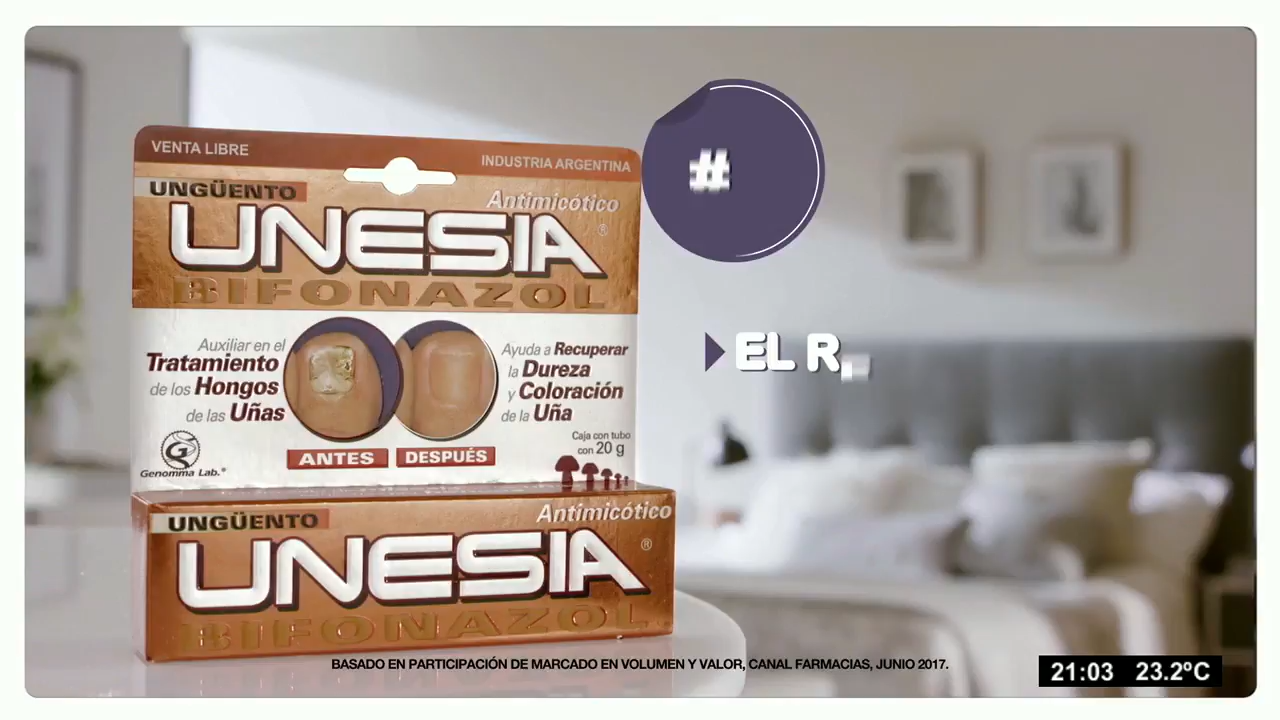 VENTA LIBRE
INDUSTRIA ARGENTINA
UNGÜENTO
Antimicótico
UNESIA®
BIFONAZOL
Auxiliar en el
Tratamiento
de los Hongos
de las Uñas
Ayuda a Recuperar
la Dureza
y Coloración
de la Uña
Caja con tubo
con 20 g
Genomma Lab.®
ANTES
DESPUÉS
UNGÜENTO
Antimicótico
UNESIA®
BIFONAZOL
#
EL R
BASADO EN PARTICIPACIÓN DE MARCADO EN VOLUMEN Y VALOR, CANAL FARMACIAS, JUNIO 2017.
21:03 23.2ºC